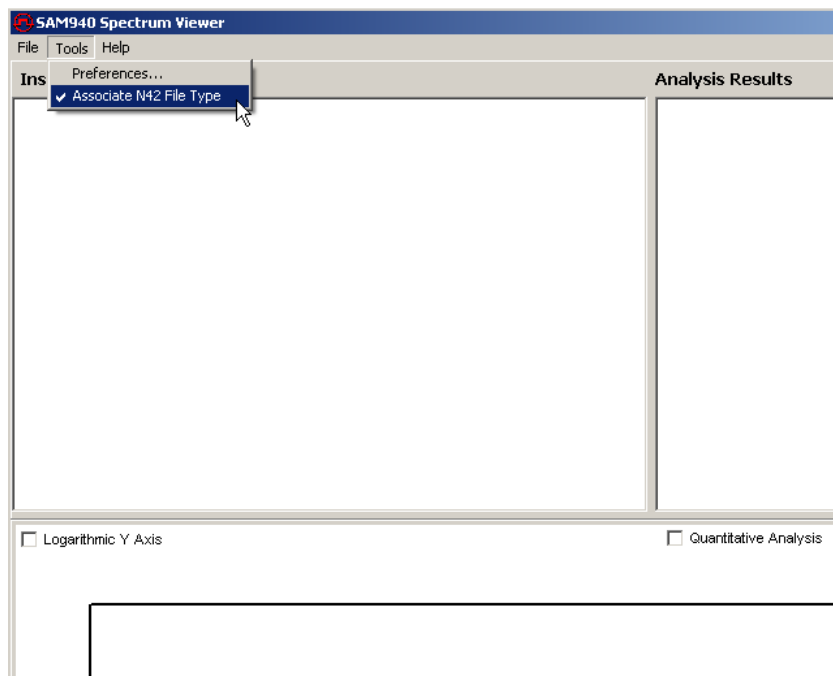 SAM940 Spectrum Viewer
File Tools Help
Preferences...
Ins
Analysis Results
Associate N42 File Type
Logarithmic Y Axis
Quantitative Analysis